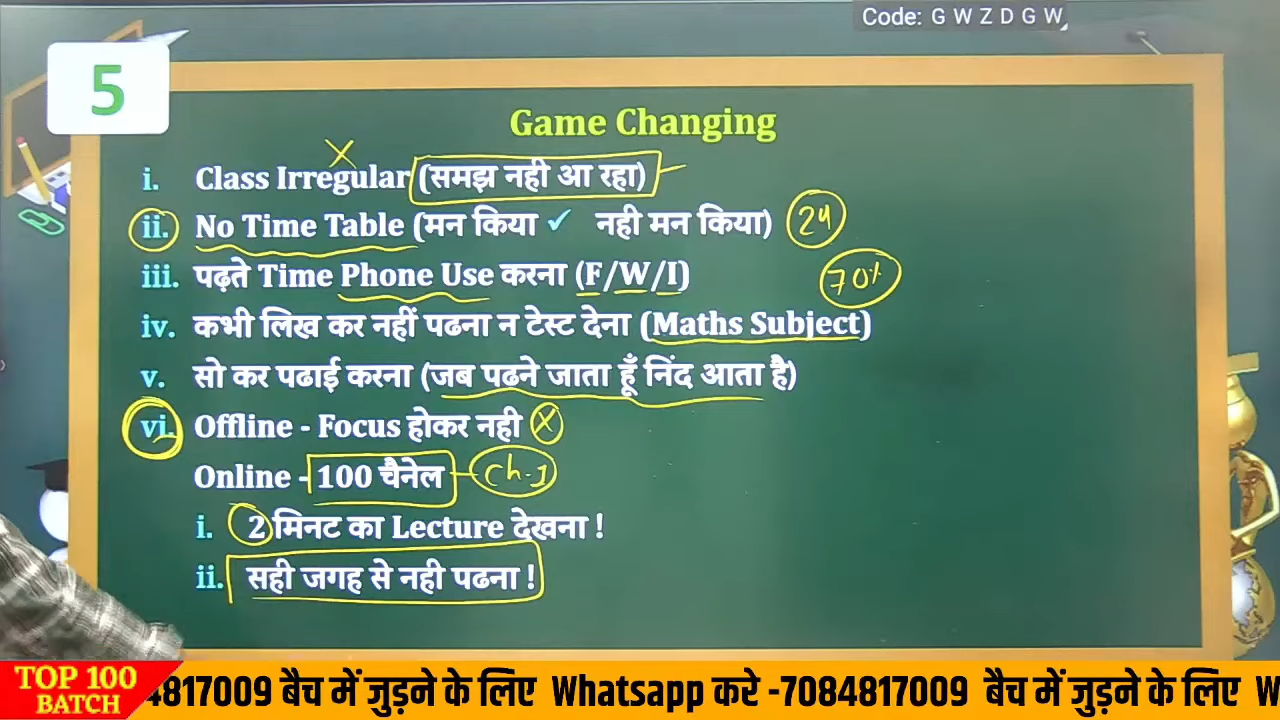 Code: G W Z D G W
5
Game Changing
X
i. Class Irregular (समझ नही आ रहा)
ii. No Time Table (मन किया ✓ नही मन किया) 24
iii. पढ़ते Time Phone Use करना (F/W/I) 70%
iv. कभी लिख कर नहीं पढना न टेस्ट देना (Maths Subject)
v. सो कर पढाई करना (जब पढने जाता हूँ निंद आता है)
vi. Offline - Focus होकर नही X
Online - 100 चैनेल - Ch-1
i. 2 मिनट का Lecture देखना !
ii. सही जगह से नही पढना !
TOP 100
BATCH
4817009 बैच में जुड़ने के लिए Whatsapp करे -7084817009 बैच में जुड़ने के लिए W